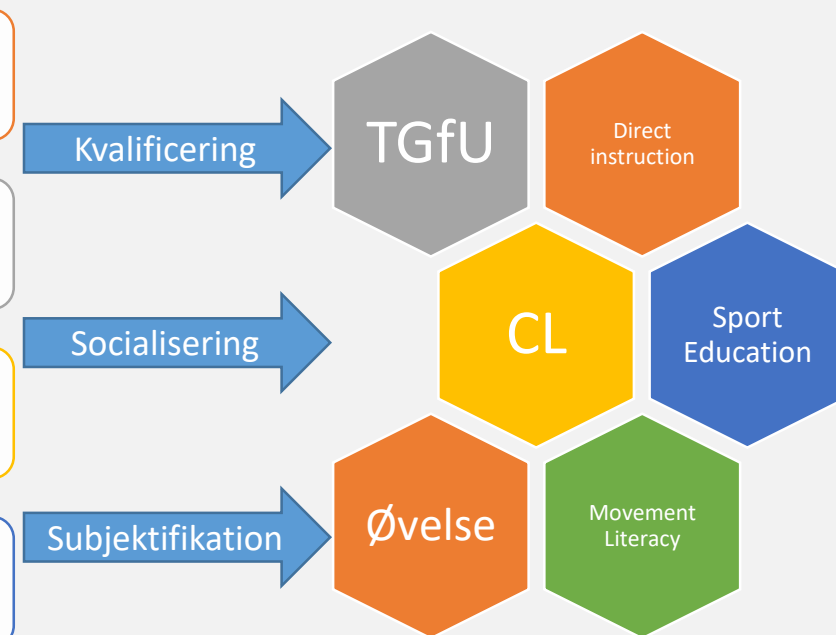 Kvalificering
TGfU
Direct
instruction
Socialisering
CL
Sport
Education
Subjektifikation
Øvelse
Movement
Literacy